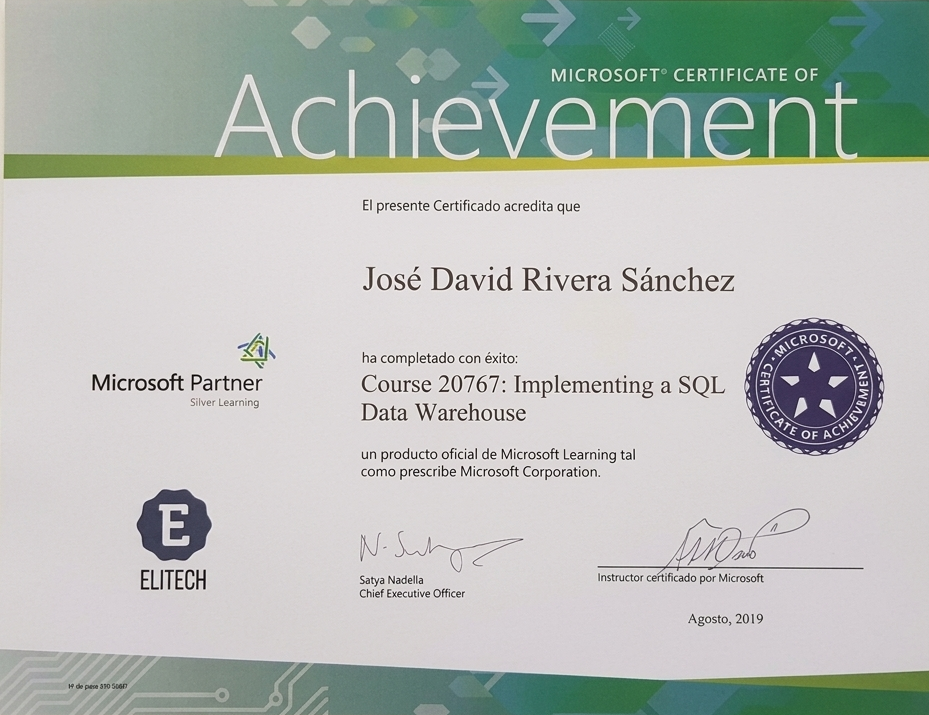 MICROSOFT® CERTIFICATE OF
Achievement
El presente Certificado acredita que
José David Rivera Sánchez
ha completado con éxito:
Course 20767: Implementing a SQL
Data Warehouse
un producto oficial de Microsoft Learning tal
como prescribe Microsoft Corporation.
Microsoft Partner
Silver Learning
MICROSOFT
CERTIFICATE OF ACHIEVEMENT
E
ELITECH
N. 
Satya Nadella
Chief Executive Officer
Instructor certificado por Microsoft
Agosto, 2019